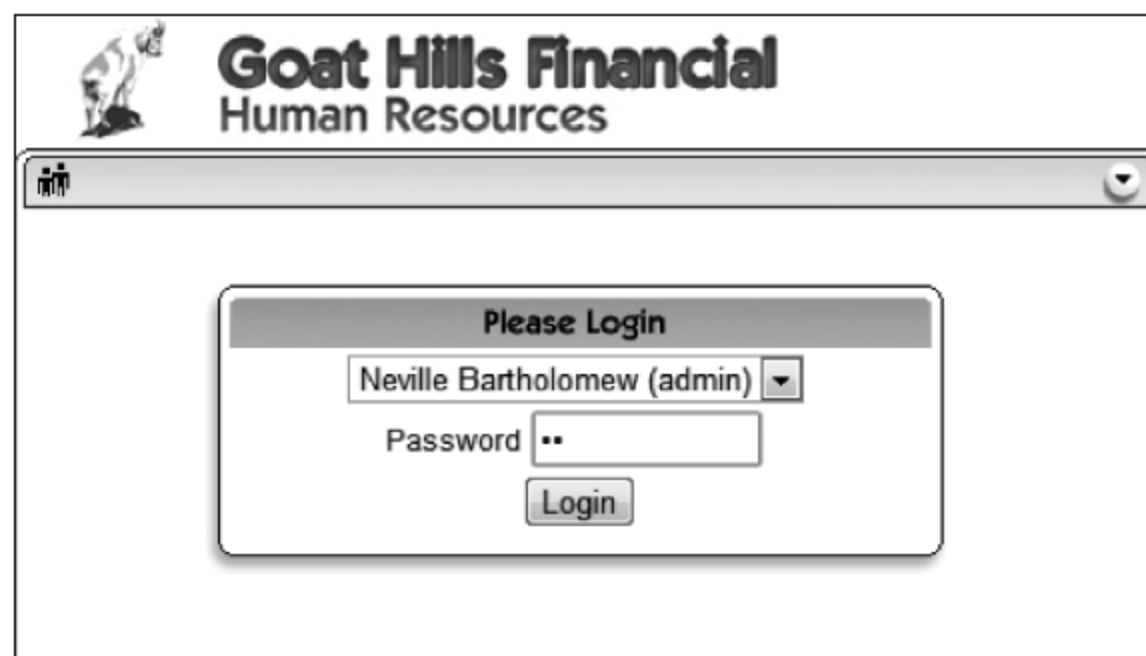 Goat Hills Financial
Human Resources
Please Login
Neville Bartholomew (admin)
Password ••
Login